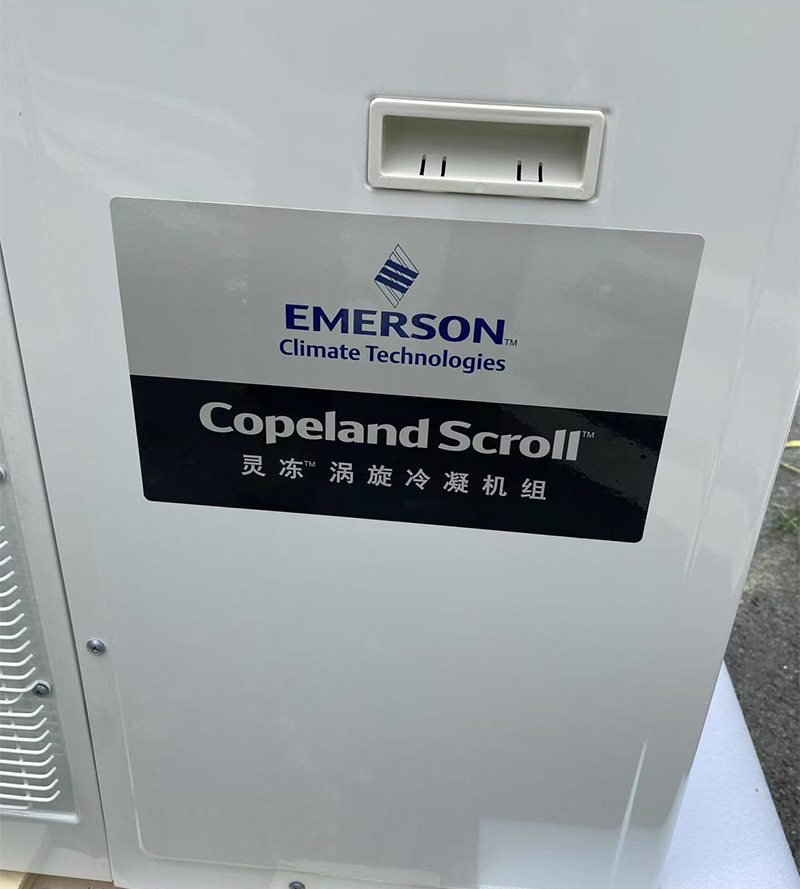 EMERSON™
Climate Technologies
Copeland Scroll™
灵冻™ 涡旋冷凝机组